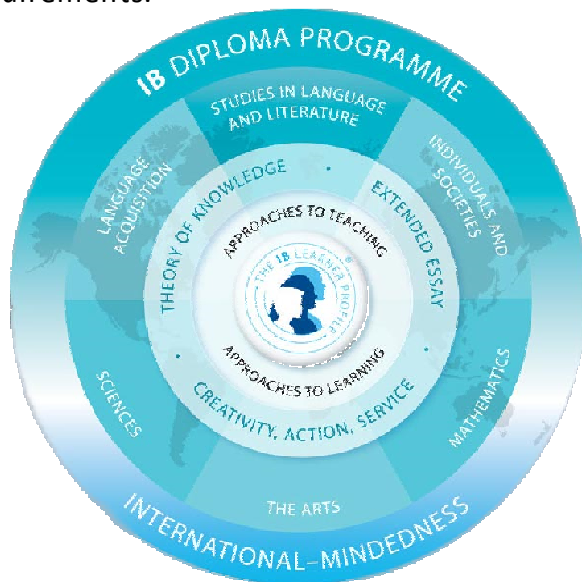 uirements.
IB DIPLOMA PROGRAMME
STUDIES IN LANGUAGE
AND LITERATURE
LANGUAGE
ACQUISITION
INDIVIDUALS AND
SOCIETIES
THEORY OF KNOWLEDGE
EXTENDED ESSAY
APPROACHES TO TEACHING
THE IB LEARNER PROFILE
APPROACHES TO LEARNING
CREATIVITY, ACTION, SERVICE
SCIENCES
MATHEMATICS
THE ARTS
INTERNATIONAL-MINDEDNESS